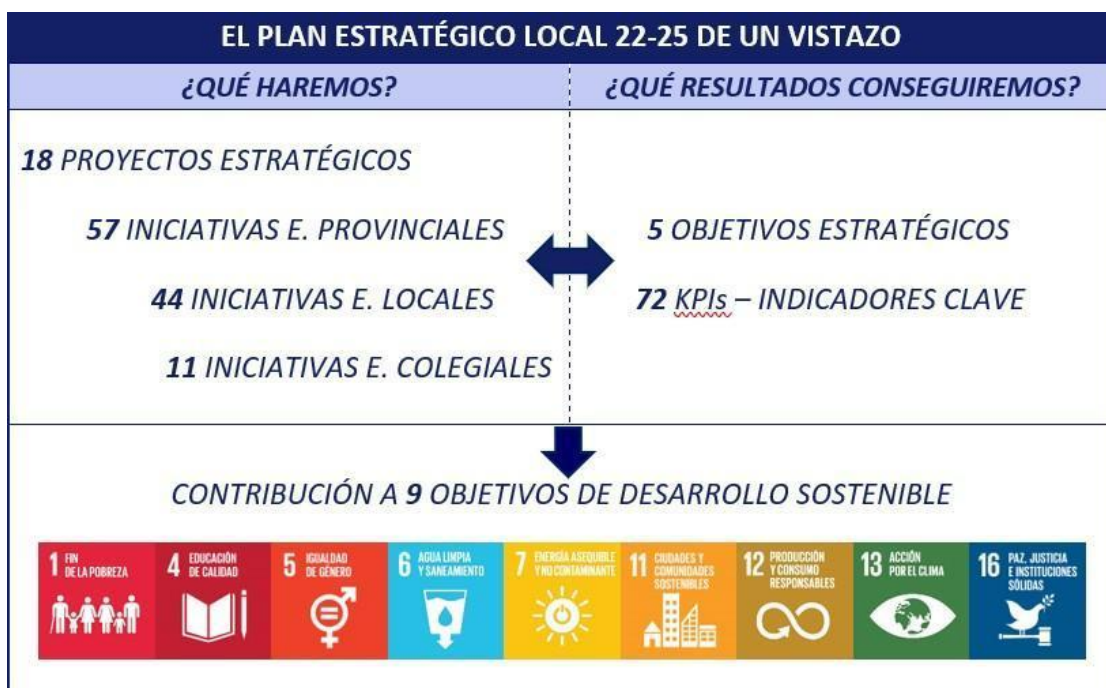 EL PLAN ESTRATÉGICO LOCAL 22-25 DE UN VISTAZO
¿QUÉ HAREMOS?
¿QUÉ RESULTADOS CONSEGUIREMOS?
18 PROYECTOS ESTRATÉGICOS
57 INICIATIVAS E. PROVINCIALES
44 INICIATIVAS E. LOCALES
11 INICIATIVAS E. COLEGIALES
5 OBJETIVOS ESTRATÉGICOS
72 KPIs – INDICADORES CLAVE
CONTRIBUCIÓN A 9 OBJETIVOS DE DESARROLLO SOSTENIBLE
1 FIN
DE LA POBREZA
4 EDUCACIÓN
DE CALIDAD
5 IGUALDAD
DE GÉNERO
6 AGUA LIMPIA
Y SANEAMIENTO
7 ENERGÍA ASEQUIBLE
Y NO CONTAMINANTE
11 CIUDADES Y
COMUNIDADES
SOSTENIBLES
12 PRODUCCIÓN
Y CONSUMO
RESPONSABLES
13 ACCIÓN
POR EL CLIMA
16 PAZ, JUSTICIA
E INSTITUCIONES
SÓLIDAS